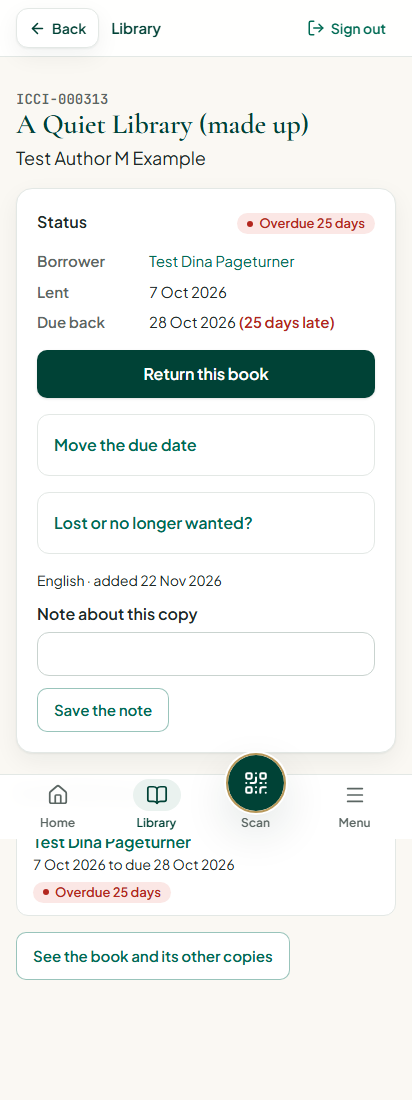 Back
Library
Sign out
ICCI-000313
A Quiet Library (made up)
Test Author M Example
Status
Overdue 25 days
Borrower Test Dina Pageturner
Lent 7 Oct 2026
Due back 28 Oct 2026 (25 days late)
Return this book
Move the due date
Lost or no longer wanted?
English · added 22 Nov 2026
Note about this copy
Save the note
Home
Library
Scan
Menu
Test Dina Pageturner
7 Oct 2026 to due 28 Oct 2026
Overdue 25 days
See the book and its other copies